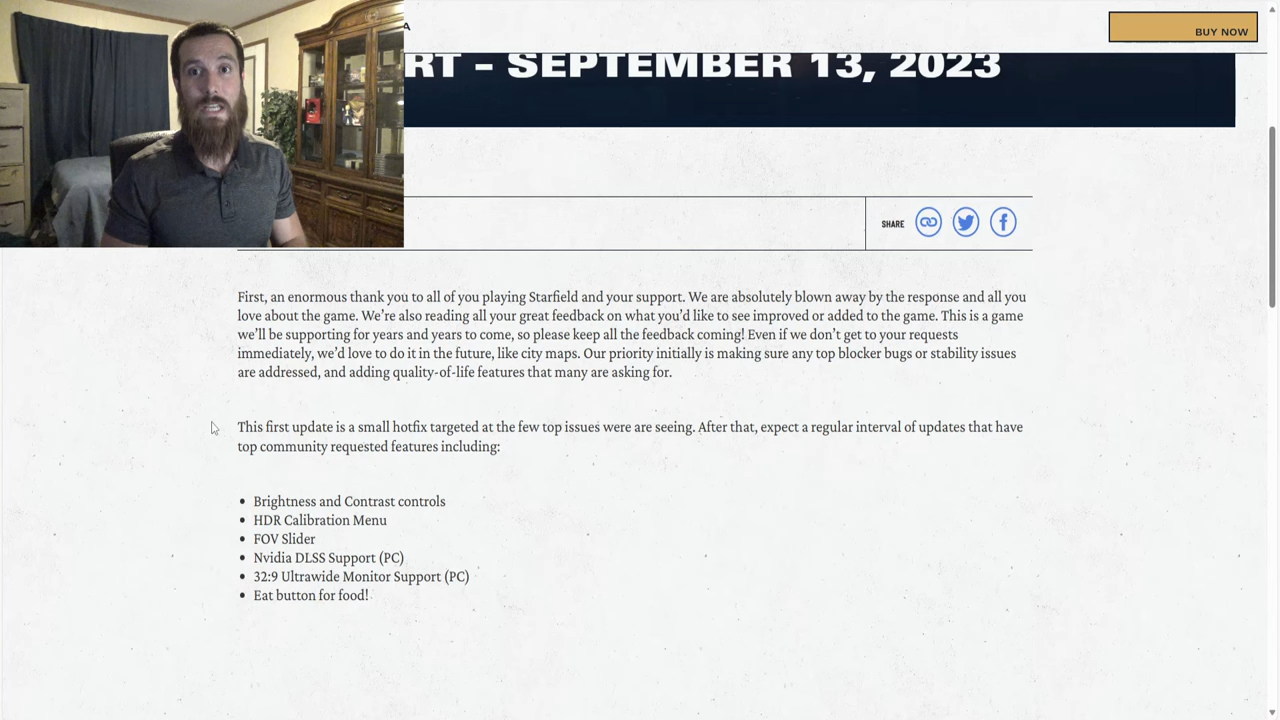 A
BUY NOW
RT – SEPTEMBER 13, 2023
SHARE
First, an enormous thank you to all of you playing Starfield and your support. We are absolutely blown away by the response and all you
love about the game. We’re also reading all your great feedback on what you’d like to see improved or added to the game. This is a game
we’ll be supporting for years and years to come, so please keep all the feedback coming! Even if we don’t get to your requests
immediately, we’d love to do it in the future, like city maps. Our priority initially is making sure any top blocker bugs or stability issues
are addressed, and adding quality-of-life features that many are asking for.
This first update is a small hotfix targeted at the few top issues were are seeing. After that, expect a regular interval of updates that have
top community requested features including:
• Brightness and Contrast controls
• HDR Calibration Menu
• FOV Slider
• Nvidia DLSS Support (PC)
• 32:9 Ultrawide Monitor Support (PC)
• Eat button for food!